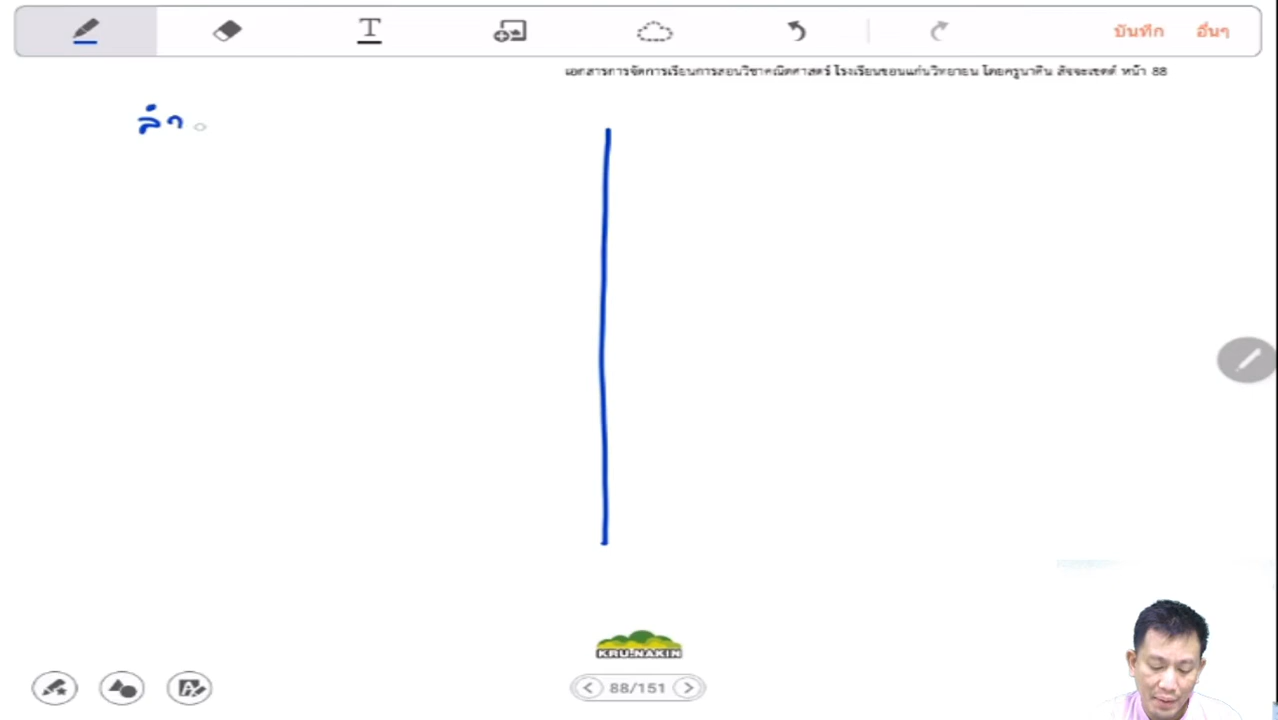 T
บันทึก
อื่นๆ
เอกสารการจัดการเรียนการสอนวิชาคณิตศาสตร์ โรงเรียนขอนแก่นวิทยายน โดยครูนาคิน สัจจะเขตต์ หน้า 88
ลำ
KRU.NAKIN
88/151